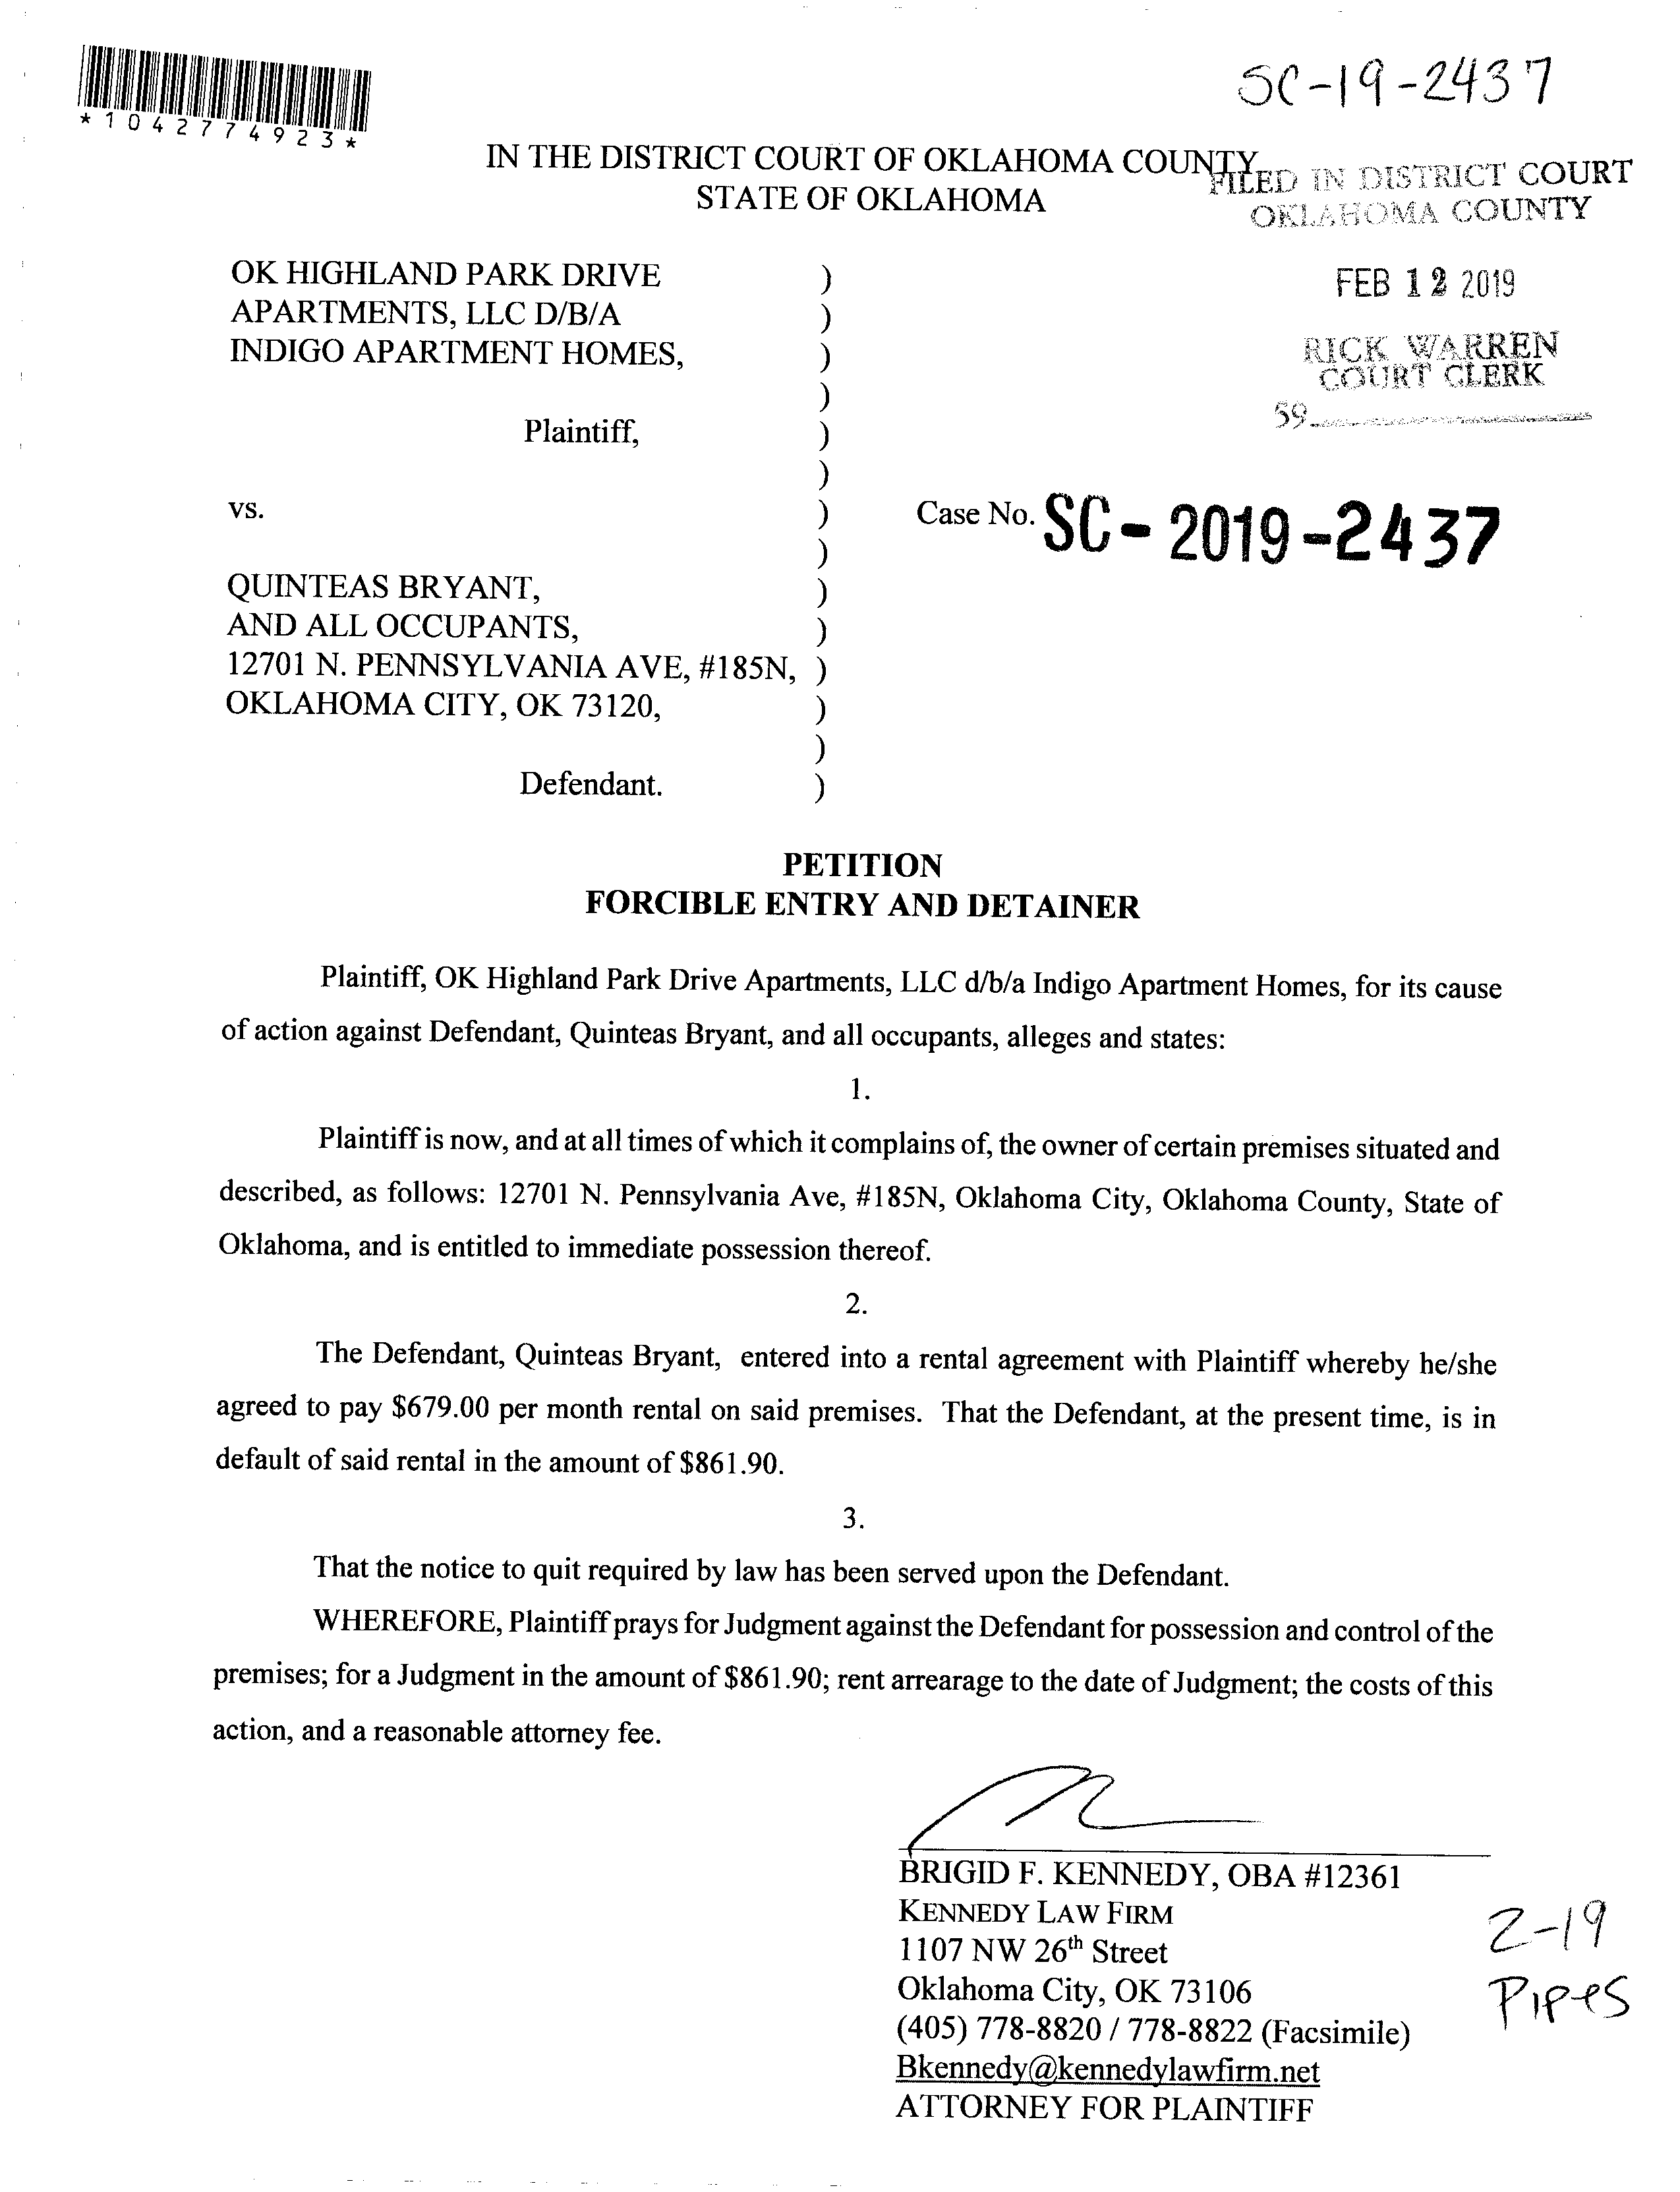 SC-19-2437
*1042774923*
IN THE DISTRICT COURT OF OKLAHOMA COUNTY
STATE OF OKLAHOMA
FILED IN DISTRICT COURT
OKLAHOMA COUNTY
FEB 12 2019
RICK WARREN
COURT CLERK
59
OK HIGHLAND PARK DRIVE )
APARTMENTS, LLC D/B/A )
INDIGO APARTMENT HOMES, )
)
Plaintiff, )
)
vs. ) Case No. SC-2019-2437
)
QUINTEAS BRYANT, )
AND ALL OCCUPANTS, )
12701 N. PENNSYLVANIA AVE, #185N, )
OKLAHOMA CITY, OK 73120, )
)
Defendant. )
PETITION
FORCIBLE ENTRY AND DETAINER
Plaintiff, OK Highland Park Drive Apartments, LLC d/b/a Indigo Apartment Homes, for its cause
of action against Defendant, Quinteas Bryant, and all occupants, alleges and states:
1.
Plaintiff is now, and at all times of which it complains of, the owner of certain premises situated and
described, as follows: 12701 N. Pennsylvania Ave, #185N, Oklahoma City, Oklahoma County, State of
Oklahoma, and is entitled to immediate possession thereof.
2.
The Defendant, Quinteas Bryant, entered into a rental agreement with Plaintiff whereby he/she
agreed to pay $679.00 per month rental on said premises. That the Defendant, at the present time, is in
default of said rental in the amount of $861.90.
3.
That the notice to quit required by law has been served upon the Defendant.
WHEREFORE, Plaintiff prays for Judgment against the Defendant for possession and control of the
premises; for a Judgment in the amount of $861.90; rent arrearage to the date of Judgment; the costs of this
action, and a reasonable attorney fee.
BRIGID F. KENNEDY, OBA #12361
KENNEDY LAW FIRM
1107 NW 26th Street
Oklahoma City, OK 73106
(405) 778-8820 / 778-8822 (Facsimile)
Bkennedy@kennedylawfirm.net
ATTORNEY FOR PLAINTIFF
2-19
Pipes